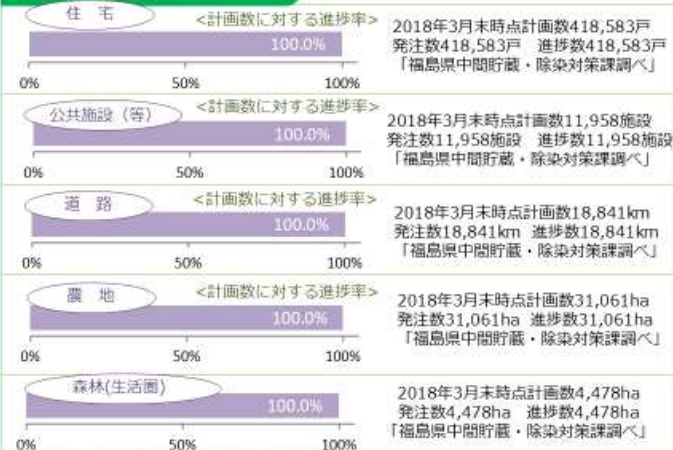 住 宅
<計画数に対する進捗率>
100.0%
0% 50% 100%
2018年3月末時点計画数418,583戸
発注数418,583戸 進捗数418,583戸
「福島県中間貯蔵・除染対策課調べ」
公共施設（等）
<計画数に対する進捗率>
100.0%
0% 50% 100%
2018年3月末時点計画数11,958施設
発注数11,958施設 進捗数11,958施設
「福島県中間貯蔵・除染対策課調べ」
道 路
<計画数に対する進捗率>
100.0%
0% 50% 100%
2018年3月末時点計画数18,841km
発注数18,841km 進捗数18,841km
「福島県中間貯蔵・除染対策課調べ」
農 地
<計画数に対する進捗率>
100.0%
0% 50% 100%
2018年3月末時点計画数31,061ha
発注数31,061ha 進捗数31,061ha
「福島県中間貯蔵・除染対策課調べ」
森林(生活圏)
100.0%
0% 50% 100%
2018年3月末時点計画数4,478ha
発注数4,478ha 進捗数4,478ha
「福島県中間貯蔵・除染対策課調べ」